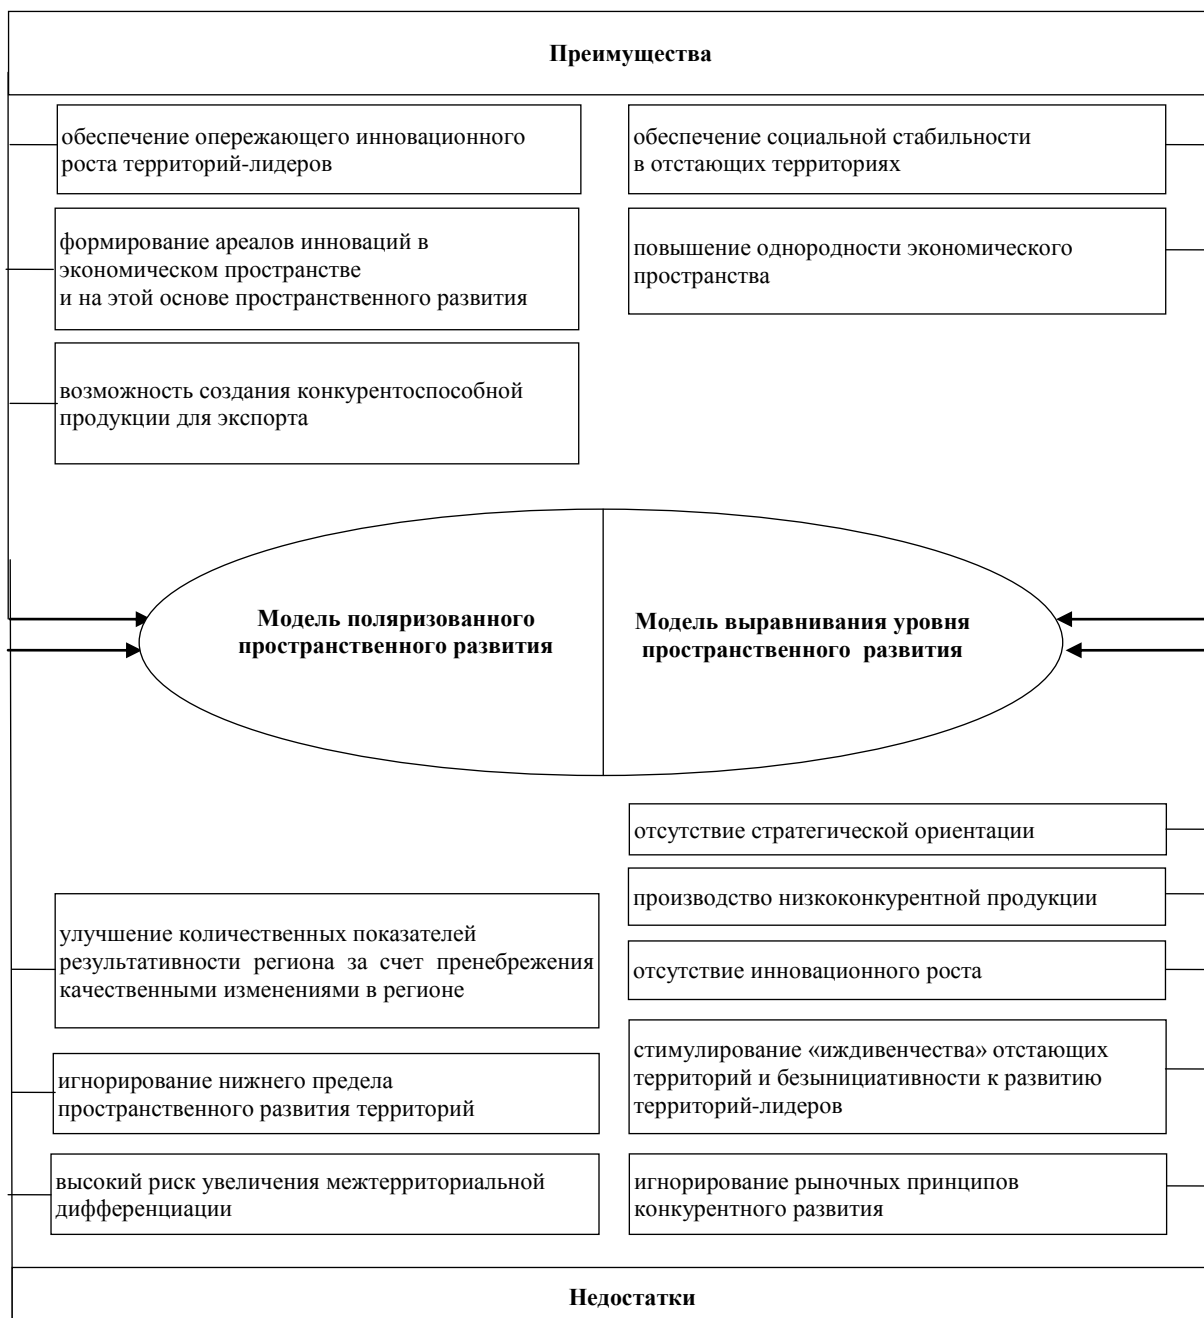 Преимущества
обеспечение опережающего инновационного
роста территорий-лидеров
обеспечение социальной стабильности
в отстающих территориях
формирование ареалов инноваций в
экономическом пространстве
и на этой основе пространственного развития
повышение однородности экономического
пространства
возможность создания конкурентоспособной
продукции для экспорта
Модель поляризованного
пространственного развития
Модель выравнивания уровня
пространственного развития
отсутствие стратегической ориентации
производство низкоконкурентной продукции
улучшение количественных показателей
результативности региона за счет пренебрежения
качественными изменениями в регионе
отсутствие инновационного роста
стимулирование «иждивенчества» отстающих
территорий и безынициативности к развитию
территорий-лидеров
игнорирование нижнего предела
пространственного развития территорий
высокий риск увеличения межтерриториальной
дифференциации
игнорирование рыночных принципов
конкурентного развития
Недостатки